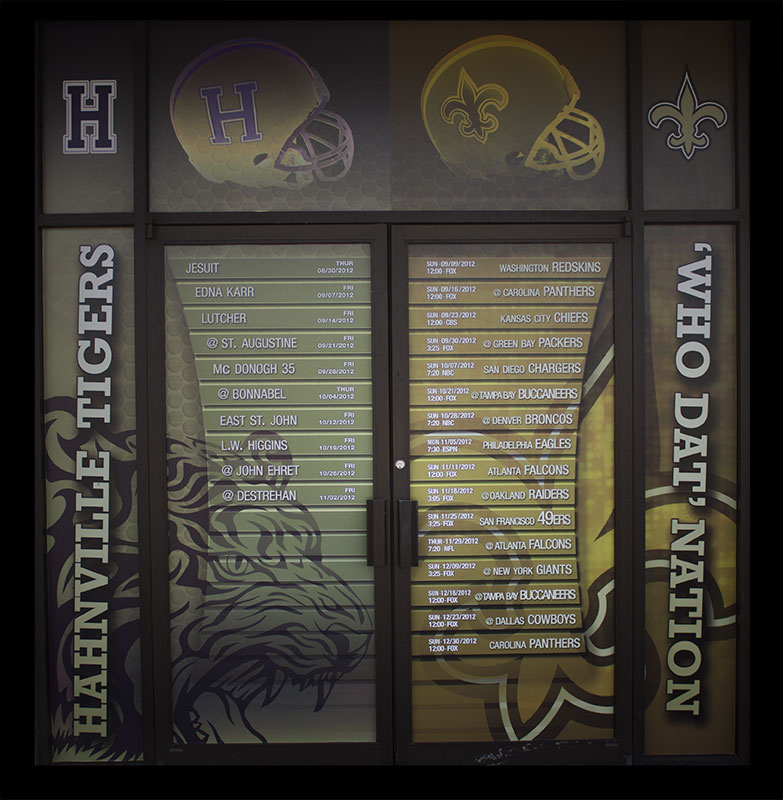 H
H
HAHNVILLE TIGERS
JESUIT THUR 08/30/2012
EDNA KARR FRI 09/07/2012
LUTCHER FRI 09/14/2012
@ ST. AUGUSTINE FRI 09/21/2012
MC DONOGH 35 FRI 09/28/2012
@ BONNABEL THUR 10/04/2012
EAST ST. JOHN FRI 10/12/2012
L.W. HIGGINS FRI 10/19/2012
@ JOHN EHRET FRI 10/26/2012
@ DESTREHAN FRI 11/02/2012
SUN·09/09/2012
12:00·FOX WASHINGTON REDSKINS
SUN·09/16/2012
12:00·FOX @ CAROLINA PANTHERS
SUN·09/23/2012
12:00·CBS KANSAS CITY CHIEFS
SUN·09/30/2012
3:25·FOX @ GREEN BAY PACKERS
SUN·10/07/2012
7:20·NBC SAN DIEGO CHARGERS
SUN·10/21/2012
12:00·FOX @TAMPA BAY BUCCANEERS
SUN·10/28/2012
7:20·NBC @ DENVER BRONCOS
MON·11/05/2012
7:30·ESPN PHILADELPHIA EAGLES
SUN·11/11/2012
12:00·FOX ATLANTA FALCONS
SUN·11/18/2012
3:05·FOX @OAKLAND RAIDERS
SUN·11/25/2012
3:25·FOX SAN FRANCISCO 49ERS
THUR·11/29/2012
7:20·NFL @ ATLANTA FALCONS
SUN·12/09/2012
3:25·FOX @ NEW YORK GIANTS
SUN·12/16/2012
12:00·FOX @TAMPA BAY BUCCANEERS
SUN·12/23/2012
12:00·FOX @ DALLAS COWBOYS
SUN·12/30/2012
12:00·FOX CAROLINA PANTHERS
'WHO DAT' NATION